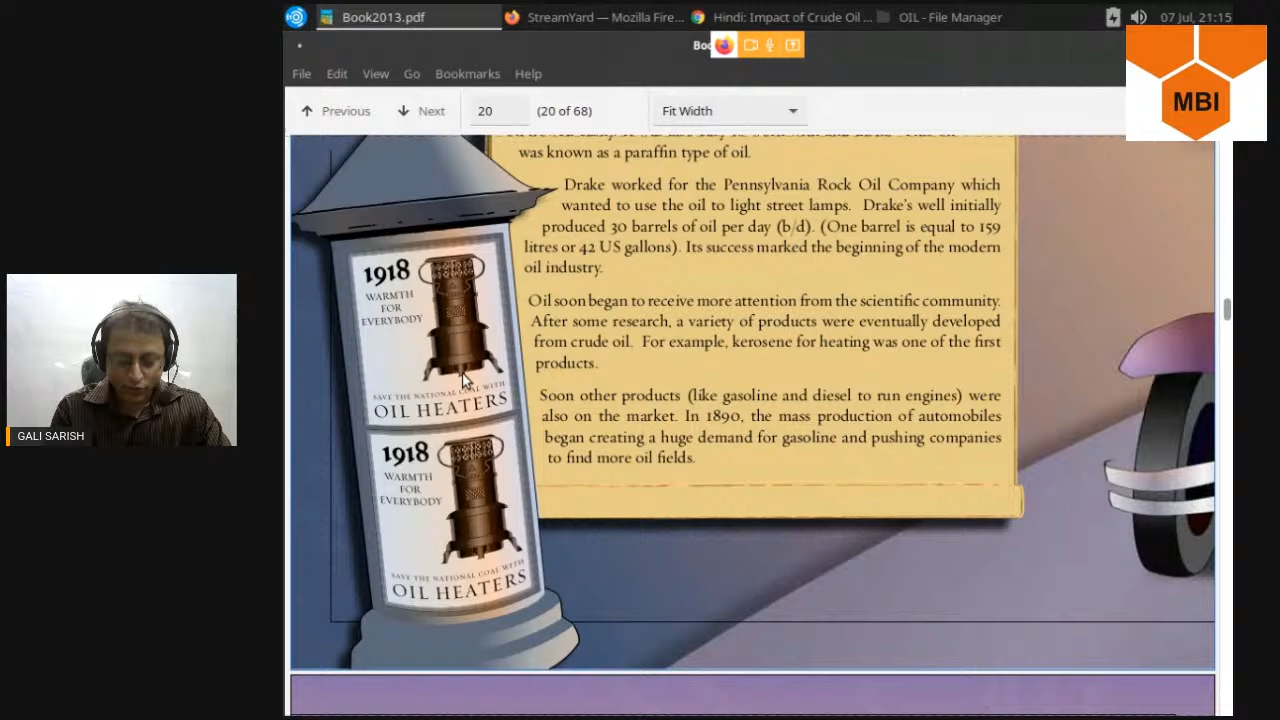 Book2013.pdf
StreamYard — Mozilla Fire...
Hindi: Impact of Crude Oil ...
OIL - File Manager
07 Jul, 21:15
Boo
MBI
File Edit View Go Bookmarks Help
Previous Next 20 (20 of 68) Fit Width
was known as a paraffin type of oil.
Drake worked for the Pennsylvania Rock Oil Company which
wanted to use the oil to light street lamps. Drake's well initially
produced 30 barrels of oil per day (b/d). (One barrel is equal to 159
litres or 42 US gallons). Its success marked the beginning of the modern
oil industry.
Oil soon began to receive more attention from the scientific community.
After some research, a variety of products were eventually developed
from crude oil. For example, kerosene for heating was one of the first
products.
Soon other products (like gasoline and diesel to run engines) were
also on the market. In 1890, the mass production of automobiles
began creating a huge demand for gasoline and pushing companies
to find more oil fields.
1918
WARMTH
FOR
EVERYBODY
SAVE THE NATIONAL COAL WITH
OIL HEATERS
1918
WARMTH
FOR
EVERYBODY
SAVE THE NATIONAL COAL WITH
OIL HEATERS
GALI SARISH